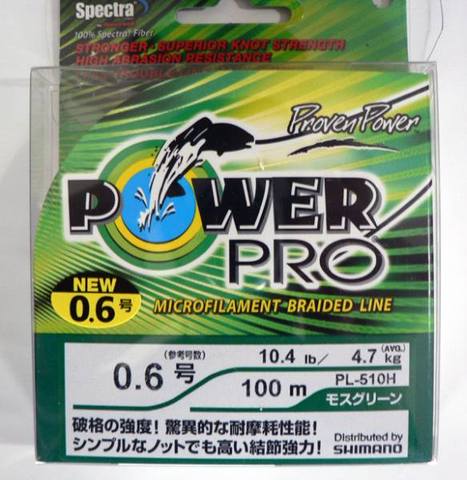 Spectra
100% Spectra® Fiber
STRONGER · SUPERIOR KNOT STRENGTH
HIGH ABRASION RESISTANCE
Proven Power
POWER
PRO
NEW
0.6号
MICROFILAMENT BRAIDED LINE
(参考号数)
0.6 号
10.4 lb/ 4.7 kg
(AVG.)
100 m
PL-510H
モスグリーン
破格の強度! 驚異的な耐摩耗性能!
シンプルなノットでも高い結節強力!
Distributed by
SHIMANO